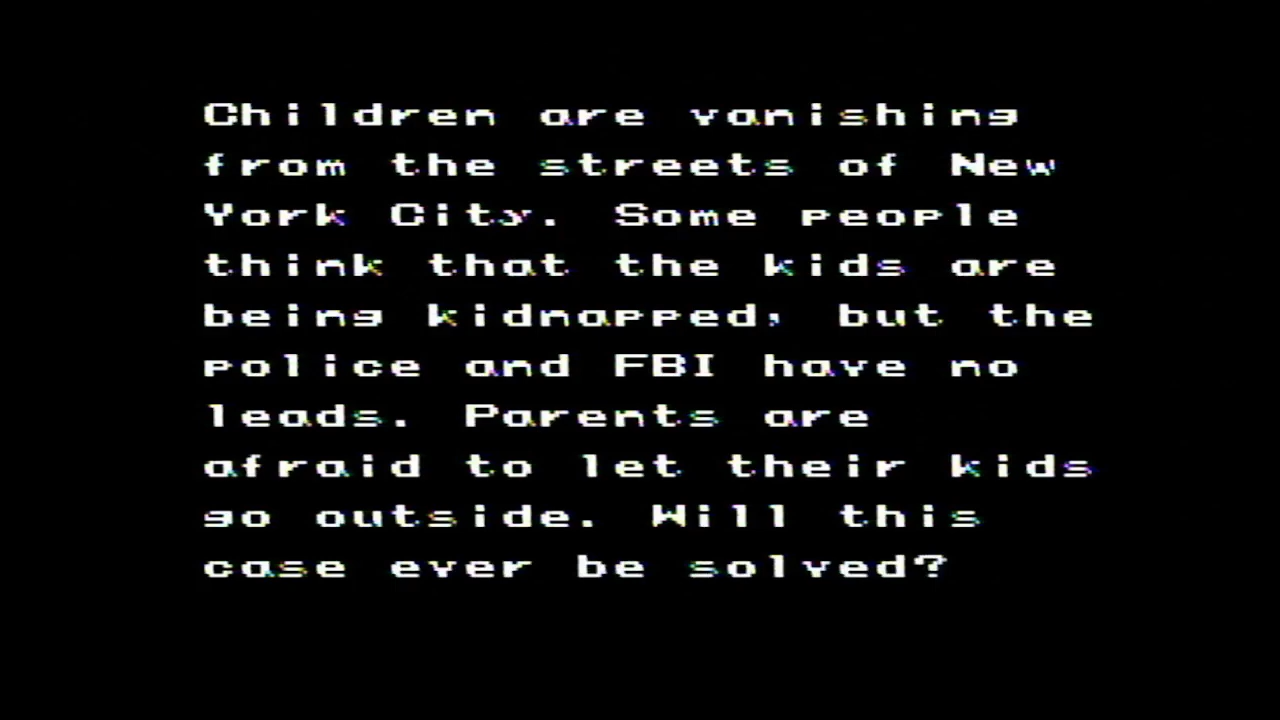 Children are vanishing
from the streets of New
York City. Some people
think that the kids are
being kidnapped, but the
police and FBI have no
leads. Parents are
afraid to let their kids
go outside. Will this
case ever be solved?